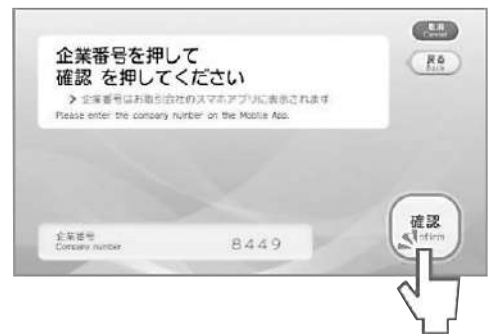 取消
Cancel
企業番号を押して
確認 を押してください
戻る
Back
> 企業番号はお取引会社のスマホアプリに表示されます
Please enter the company number on the Mobile App.
企業番号
Company number
8449
確認
Confirm